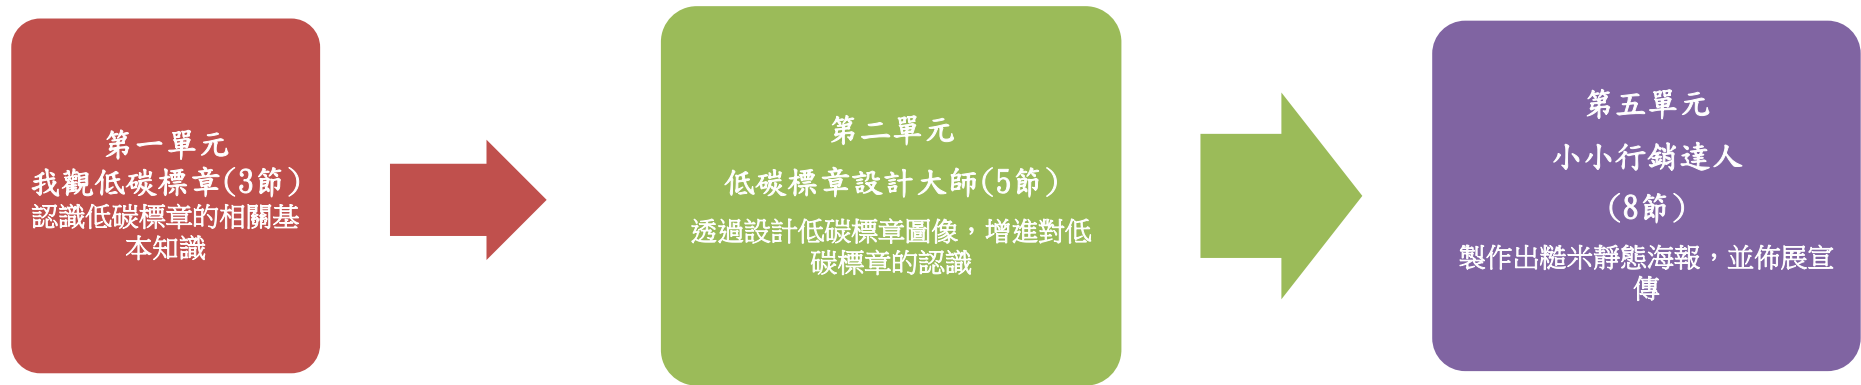 第一單元
我觀低碳標章(3節)
認識低碳標章的相關基
本知識
第二單元
低碳標章設計大師(5節)
透過設計低碳標章圖像，增進對低
碳標章的認識
第五單元
小小行銷達人
(8節)
製作出糙米靜態海報，並佈展宣
傳